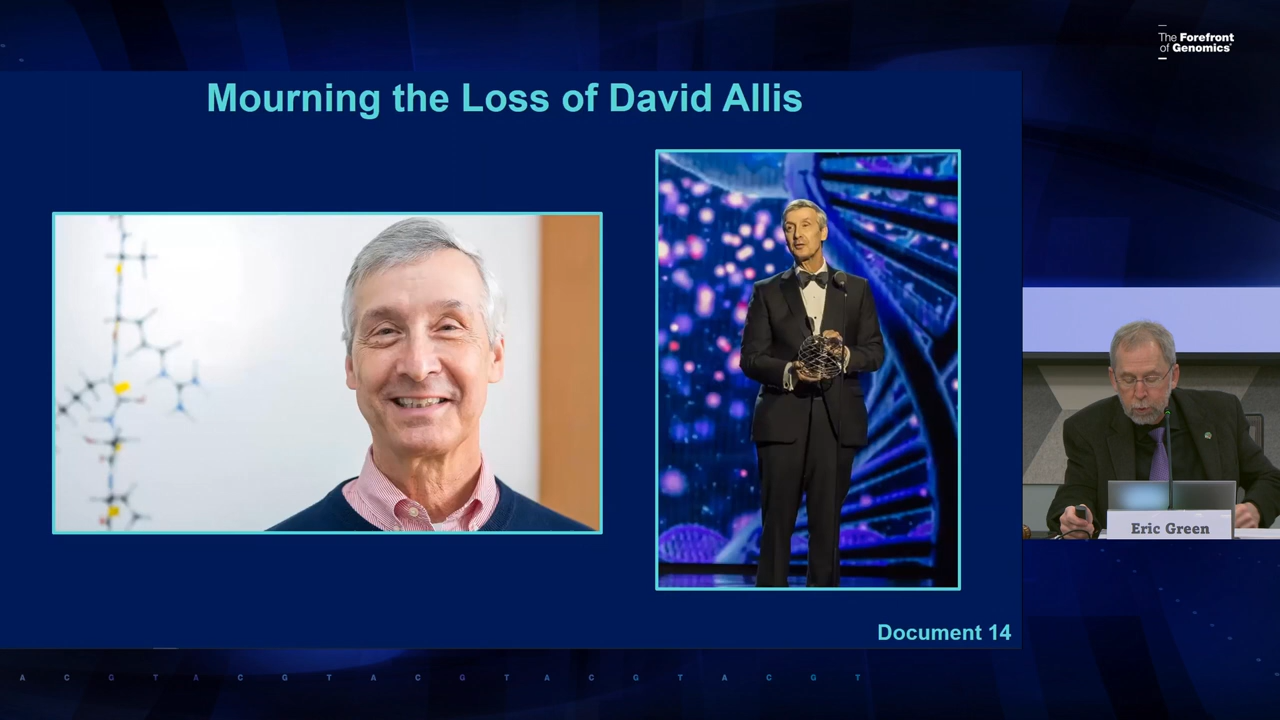 The Forefront
of Genomics®
Mourning the Loss of David Allis
Eric Green
Document 14
A C G T A C G T A C G T A C G T A C G T